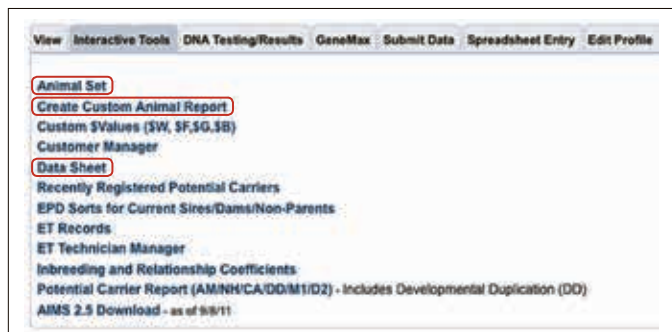 View Interactive Tools DNA Testing/Results GeneMax Submit Data Spreadsheet Entry Edit Profile
Animal Set
Create Custom Animal Report
Custom $Values ($W, $F,$G,$B)
Customer Manager
Data Sheet
Recently Registered Potential Carriers
EPD Sorts for Current Sires/Dams/Non-Parents
ET Records
ET Technician Manager
Inbreeding and Relationship Coefficients
Potential Carrier Report (AM/NH/CA/DD/M1/D2) - Includes Developmental Duplication (DD)
AIMS 2.5 Download - as of 9/8/11